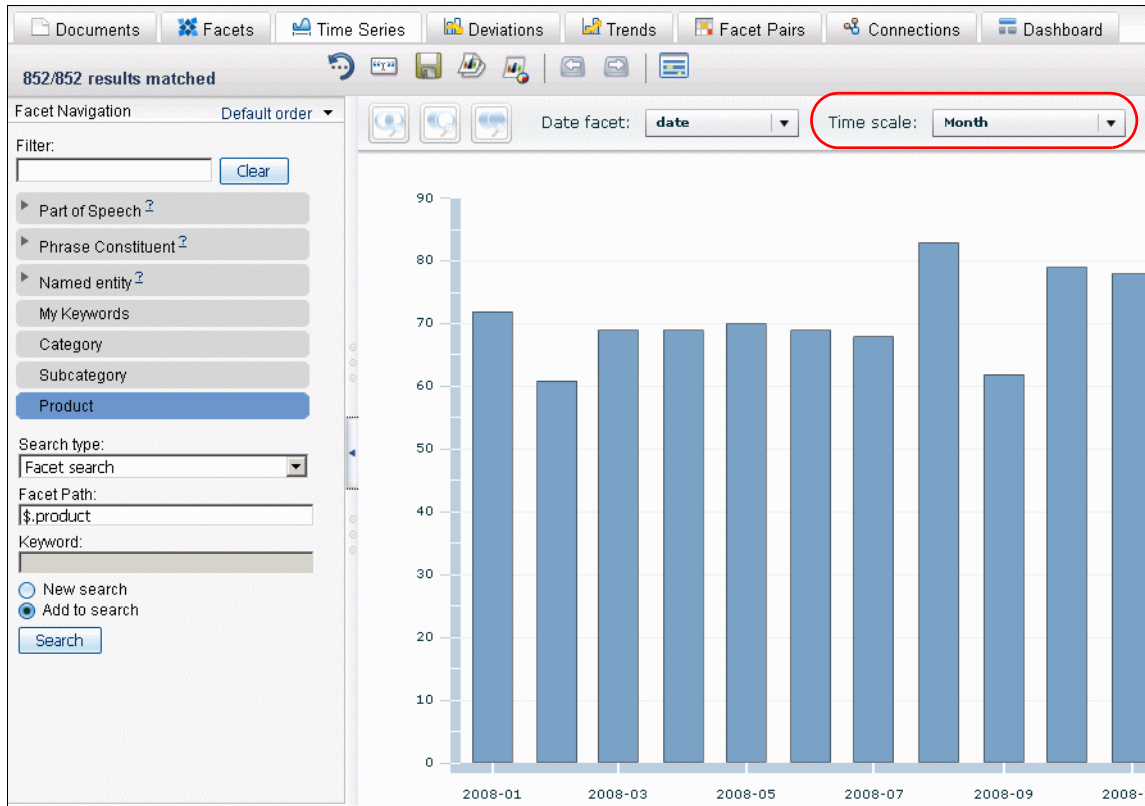 Documents Facets Time Series Deviations Trends Facet Pairs Connections Dashboard
852/852 results matched
Facet Navigation Default order
Filter:
Clear
Part of Speech ?
Phrase Constituent ?
Named entity ?
My Keywords
Category
Subcategory
Product
Search type:
Facet search
Facet Path:
$.product
Keyword:
New search
Add to search
Search
Date facet: date Time scale: Month
90
80
70
60
50
40
30
20
10
0
2008-01 2008-03 2008-05 2008-07 2008-09 2008-